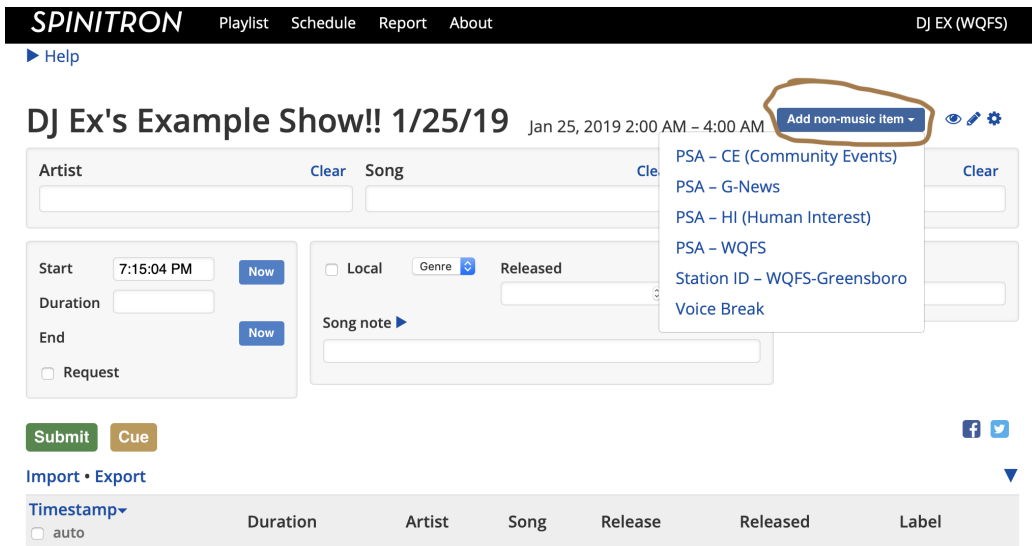 SPINITRON Playlist Schedule Report About DJ EX (WQFS)
Help
DJ Ex's Example Show!! 1/25/19 Jan 25, 2019 2:00 AM – 4:00 AM Add non-music item
Artist Clear Song Clear
PSA – CE (Community Events)
PSA – G-News
PSA – HI (Human Interest)
PSA – WQFS
Station ID – WQFS-Greensboro
Voice Break
Start 7:15:04 PM Now Local Genre Released
Duration
Song note
End Now
Request
Submit Cue
Import • Export
Timestamp Duration Artist Song Release Released Label
auto